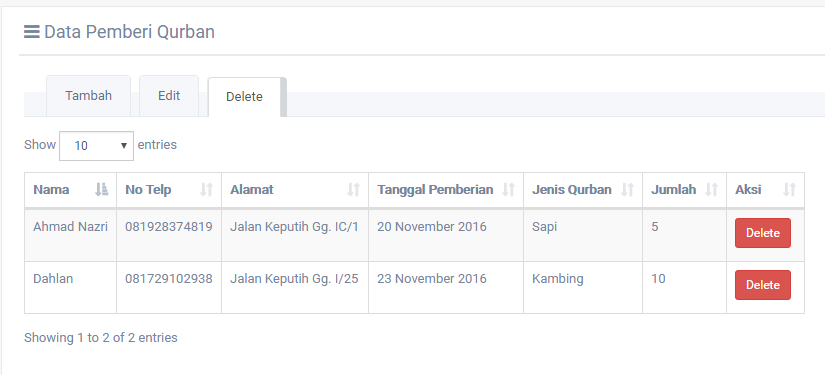 Data Pemberi Qurban
Tambah Edit Delete
Show 10 entries
Nama No Telp Alamat Tanggal Pemberian Jenis Qurban Jumlah Aksi
Ahmad Nazri 081928374819 Jalan Keputih Gg. IC/1 20 November 2016 Sapi 5 Delete
Dahlan 081729102938 Jalan Keputih Gg. I/25 23 November 2016 Kambing 10 Delete
Showing 1 to 2 of 2 entries